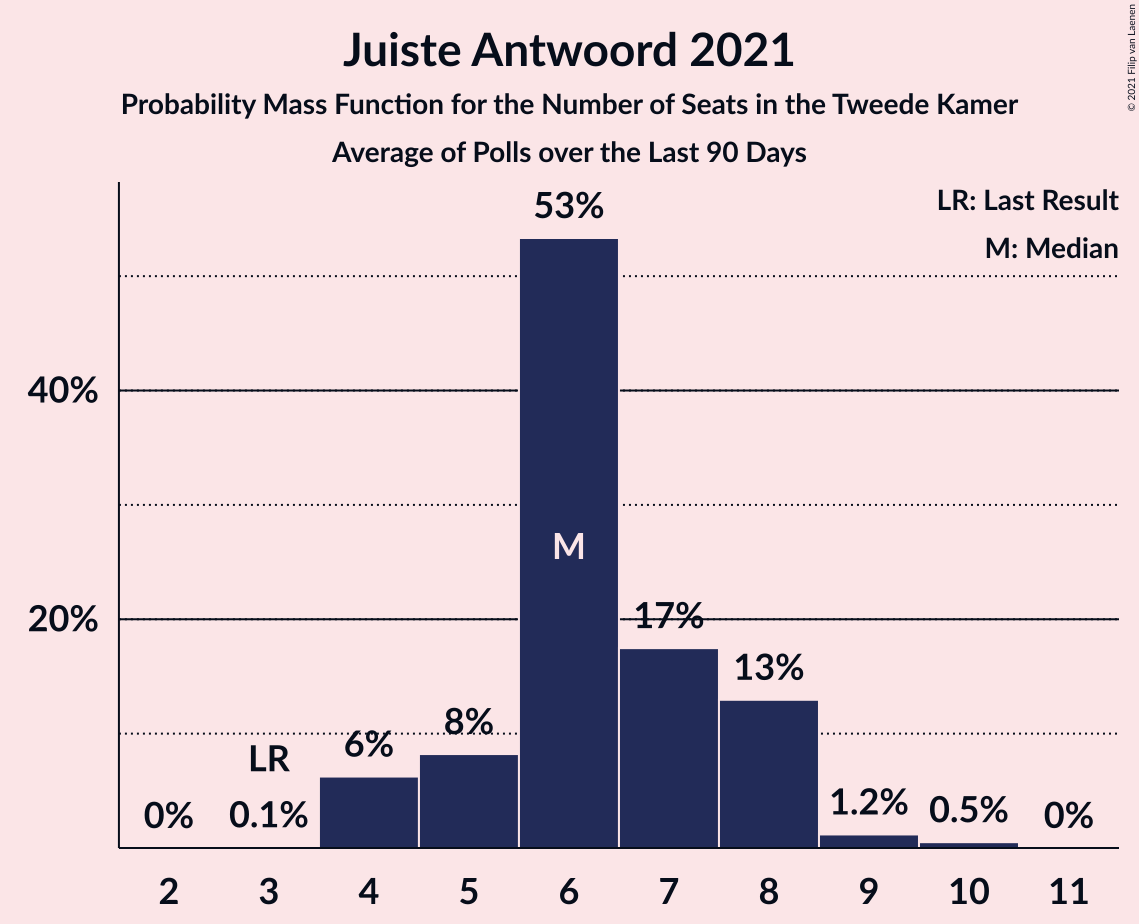 Juiste Antwoord 2021
Probability Mass Function for the Number of Seats in the Tweede Kamer
Average of Polls over the Last 90 Days
© 2021 Filip van Laenen
LR: Last Result
M: Median
53%
40%
M
20%
17%
13%
8%
6%
LR
0%
0.1%
1.2%
0.5%
0%
2 3 4 5 6 7 8 9 10 11